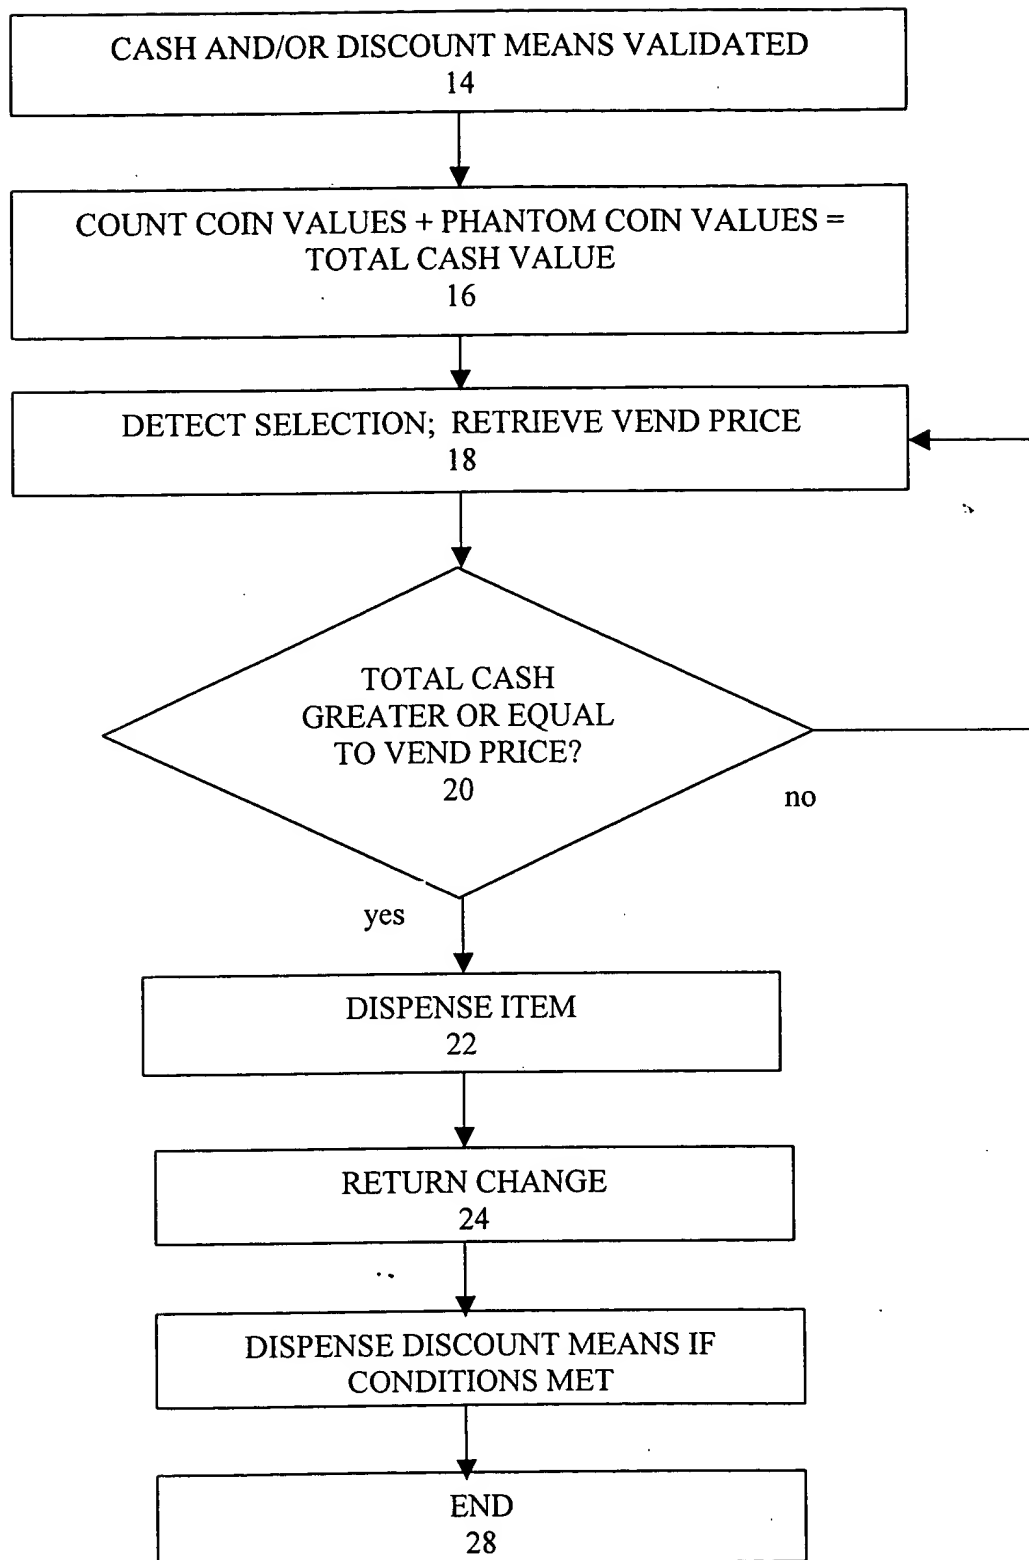 CASH AND/OR DISCOUNT MEANS VALIDATED
14
COUNT COIN VALUES + PHANTOM COIN VALUES =
TOTAL CASH VALUE
16
DETECT SELECTION; RETRIEVE VEND PRICE
18
TOTAL CASH
GREATER OR EQUAL
TO VEND PRICE?
20
no
yes
DISPENSE ITEM
22
RETURN CHANGE
24
DISPENSE DISCOUNT MEANS IF
CONDITIONS MET
END
28